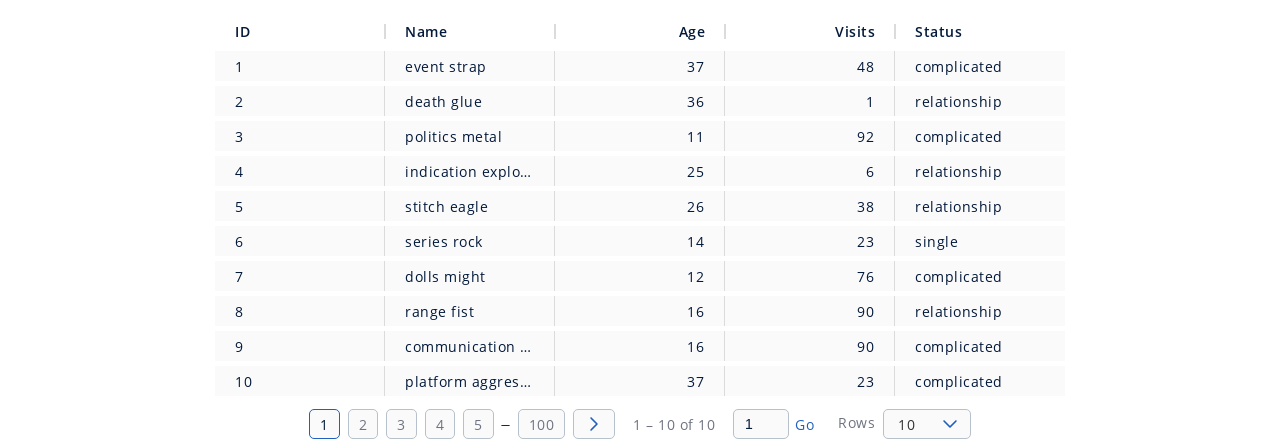 ID Name Age Visits Status
1 event strap 37 48 complicated
2 death glue 36 1 relationship
3 politics metal 11 92 complicated
4 indication explo... 25 6 relationship
5 stitch eagle 26 38 relationship
6 series rock 14 23 single
7 dolls might 12 76 complicated
8 range fist 16 90 relationship
9 communication ... 16 90 complicated
10 platform aggres... 37 23 complicated
1 2 3 4 5 – 100 1 – 10 of 10 1 Go Rows 10